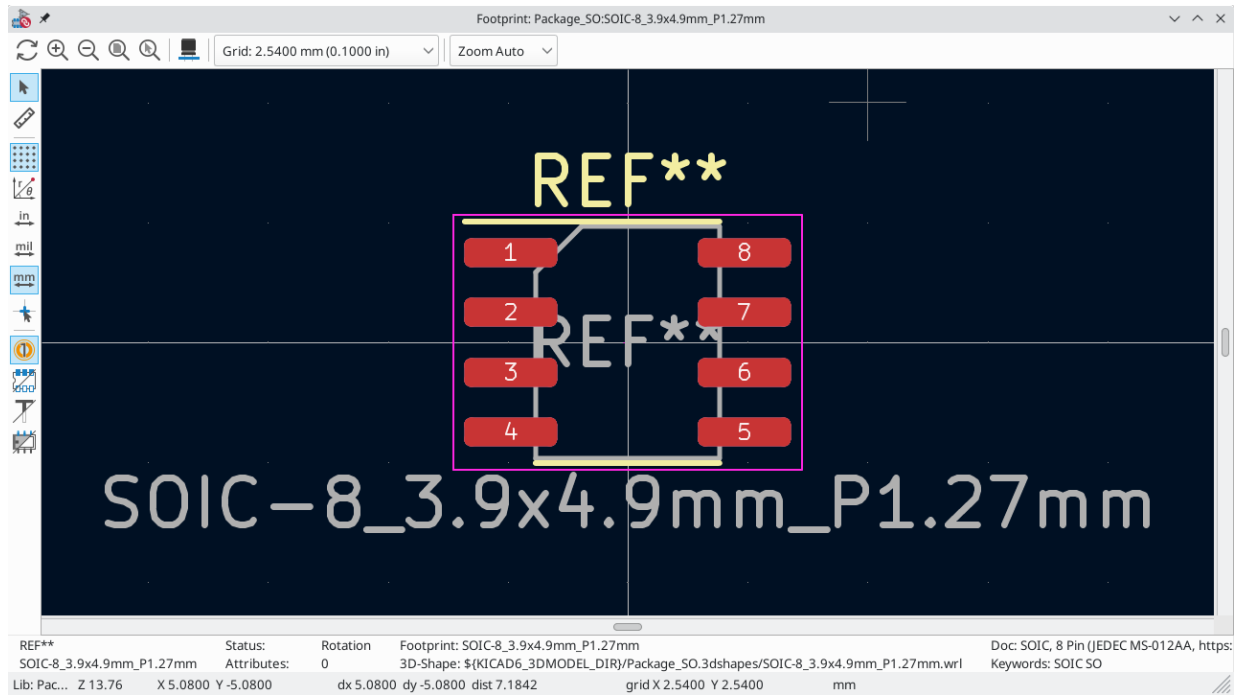 Footprint: Package_SO:SOIC-8_3.9x4.9mm_P1.27mm
Grid: 2.5400 mm (0.1000 in)
Zoom Auto
in
mil
mm
REF**
1
8
2
7
REF**
3
6
4
5
SOIC-8_3.9x4.9mm_P1.27mm
REF** Status: Rotation Footprint: SOIC-8_3.9x4.9mm_P1.27mm Doc: SOIC, 8 Pin (JEDEC MS-012AA, https:
SOIC-8_3.9x4.9mm_P1.27mm Attributes: 0 3D-Shape: ${KICAD6_3DMODEL_DIR}/Package_SO.3dshapes/SOIC-8_3.9x4.9mm_P1.27mm.wrl Keywords: SOIC SO
Lib: Pac... Z 13.76 X 5.0800 Y -5.0800 dx 5.0800 dy -5.0800 dist 7.1842 grid X 2.5400 Y 2.5400 mm